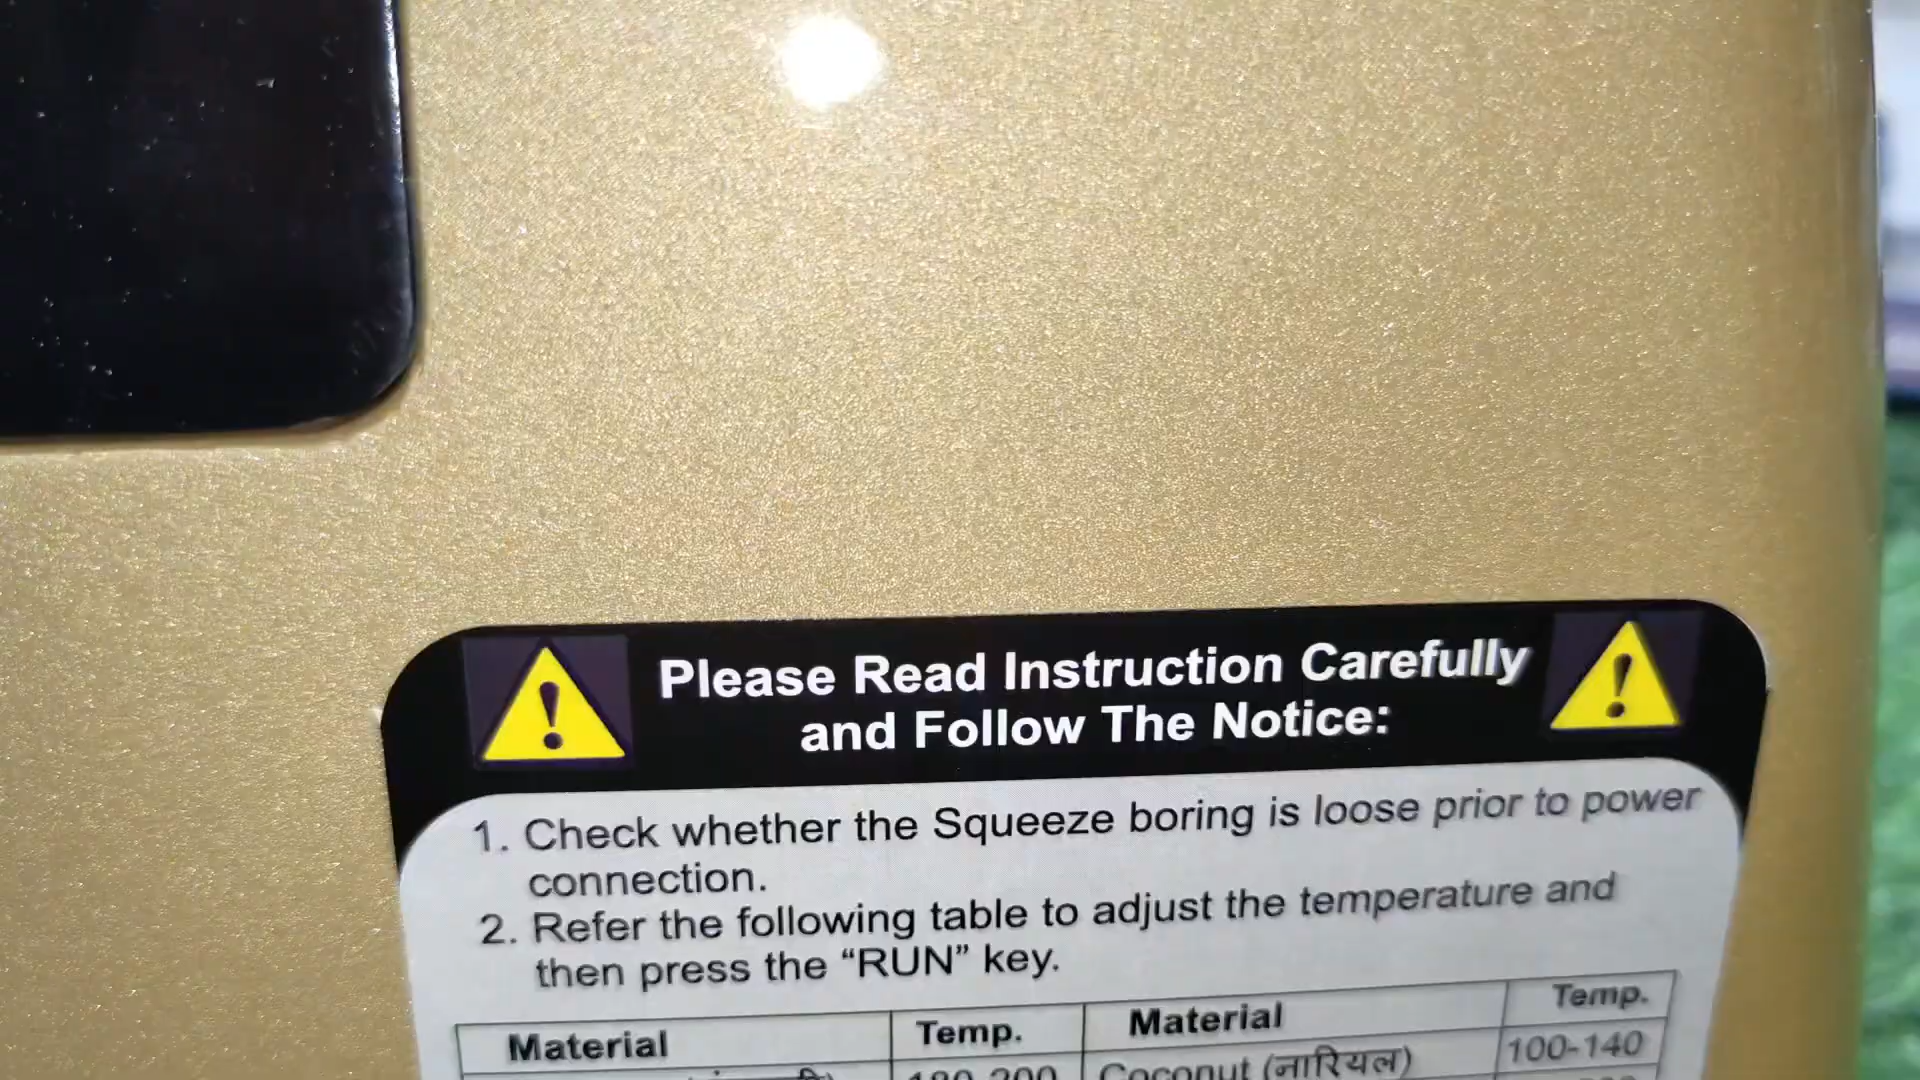 Please Read Instruction Carefully
and Follow The Notice:
1. Check whether the Squeeze boring is loose prior to power
connection.
2. Refer the following table to adjust the temperature and
then press the “RUN” key.
Material Temp. Material Temp.
Coconut (नारियल) 100-140